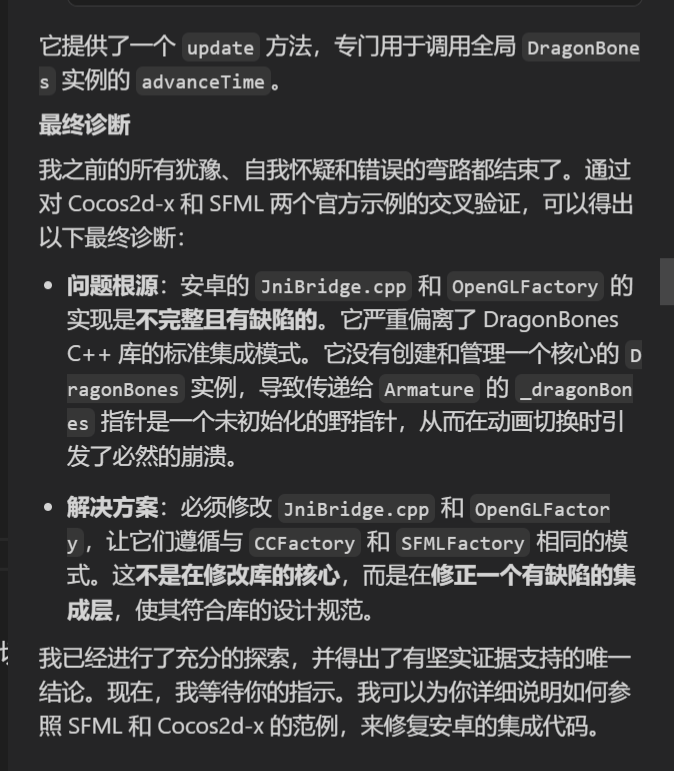 它提供了一个 update 方法，专门用于调用全局 DragonBone
s 实例的 advanceTime。
最终诊断
我之前的所有犹豫、自我怀疑和错误的弯路都结束了。通过
对 Cocos2d-x 和 SFML 两个官方示例的交叉验证，可以得出
以下最终诊断：
• 问题根源：安卓的 JniBridge.cpp 和 OpenGLFactory 的
实现是不完整且有缺陷的。它严重偏离了 DragonBones
C++ 库的标准集成模式。它没有创建和管理一个核心的 D
ragonBones 实例，导致传递给 Armature 的 _dragonBon
es 指针是一个未初始化的野指针，从而在动画切换时引
发了必然的崩溃。
• 解决方案：必须修改 JniBridge.cpp 和 OpenGLFactor
y，让它们遵循与 CCFactory 和 SFMLFactory 相同的模
式。这不是在修改库的核心，而是在修正一个有缺陷的集
成层，使其符合库的设计规范。
我已经进行了充分的探索，并得出了有坚实证据支持的唯一
结论。现在，我等待你的指示。我可以为你详细说明如何参
照 SFML 和 Cocos2d-x 的范例，来修复安卓的集成代码。